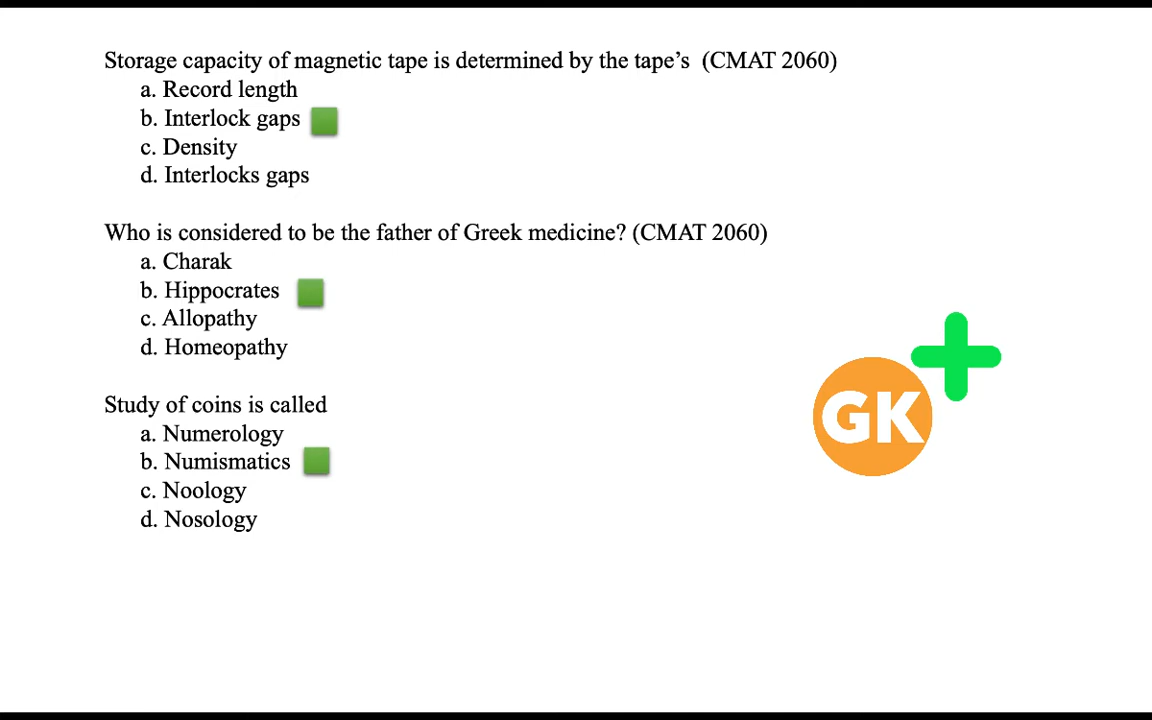 Storage capacity of magnetic tape is determined by the tape’s  (CMAT 2060)
a. Record length
b. Interlock gaps
c. Density
d. Interlocks gaps
Who is considered to be the father of Greek medicine? (CMAT 2060)
a. Charak
b. Hippocrates
c. Allopathy
d. Homeopathy
Study of coins is called
a. Numerology
b. Numismatics
c. Noology
d. Nosology
GK